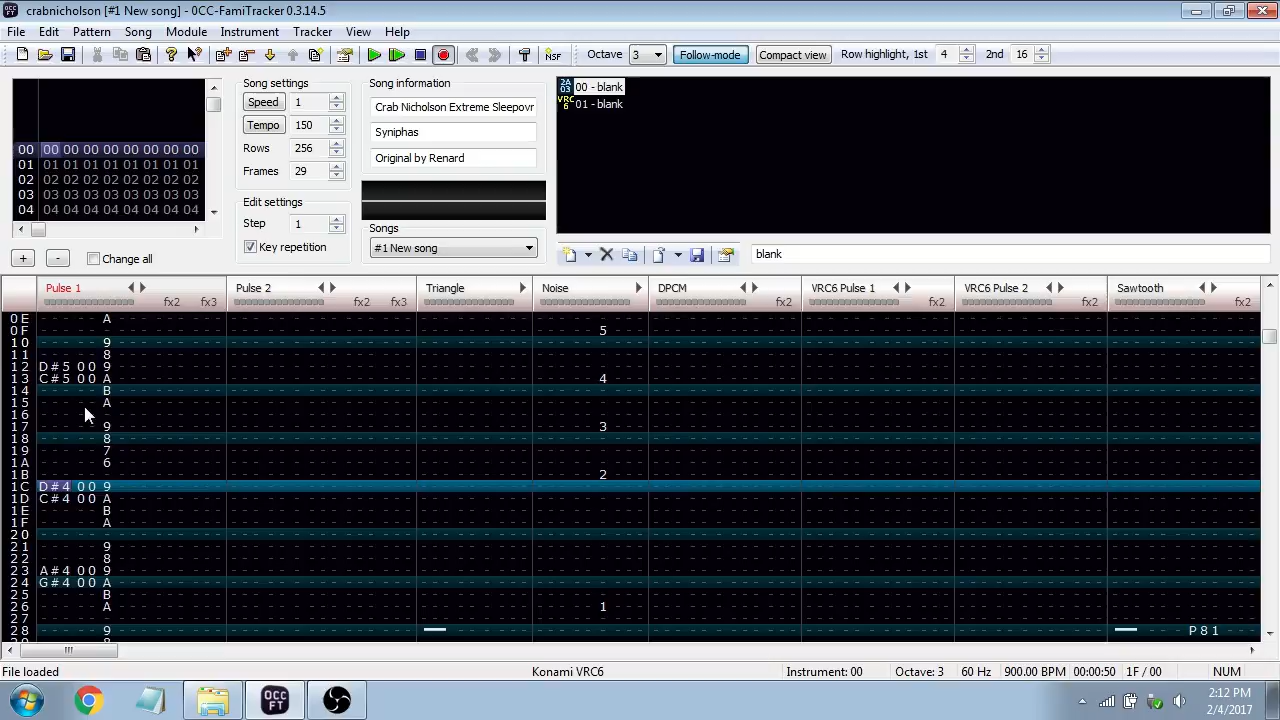 crabnicholson [#1 New song] - 0CC-FamiTracker 0.3.14.5
File Edit Pattern Song Module Instrument Tracker View Help
Octave 3 Follow-mode Compact view Row highlight, 1st 4 2nd 16
Song settings
Speed 1
Tempo 150
Rows 256
Frames 29
Edit settings
Step 1
Key repetition
Song information
Crab Nicholson Extreme Sleepovr
Syniphas
Original by Renard
Songs
#1 New song
2A03 00 - blank
VRC6 01 - blank
blank
00 00 00 00 00 00 00 00 00
01 01 01 01 01 01 01 01 01
02 02 02 02 02 02 02 02 02
03 03 03 03 03 03 03 03 03
04 04 04 04 04 04 04 04 04
+ - Change all
Pulse 1 Pulse 2 Triangle Noise DPCM VRC6 Pulse 1 VRC6 Pulse 2 Sawtooth
fx2 fx3 fx2 fx3 fx2 fx2 fx2 fx2
0E A
0F 5
10 9
11 8
12 D#5 00 9
13 C#5 00 A 4
14 B
15 A
16
17 9 3
18 8
19 7
1A 6
1B 2
1C D#4 00 9
1D C#4 00 A
1E B
1F A
20
21 9
22 8
23 A#4 00 9
24 G#4 00 A
25 B
26 A 1
27
28 9 P81
File loaded Konami VRC6 Instrument: 00 Octave: 3 60 Hz 900.00 BPM 00:00:50 1F / 00 NUM
0CC FT
2:12 PM
2/4/2017